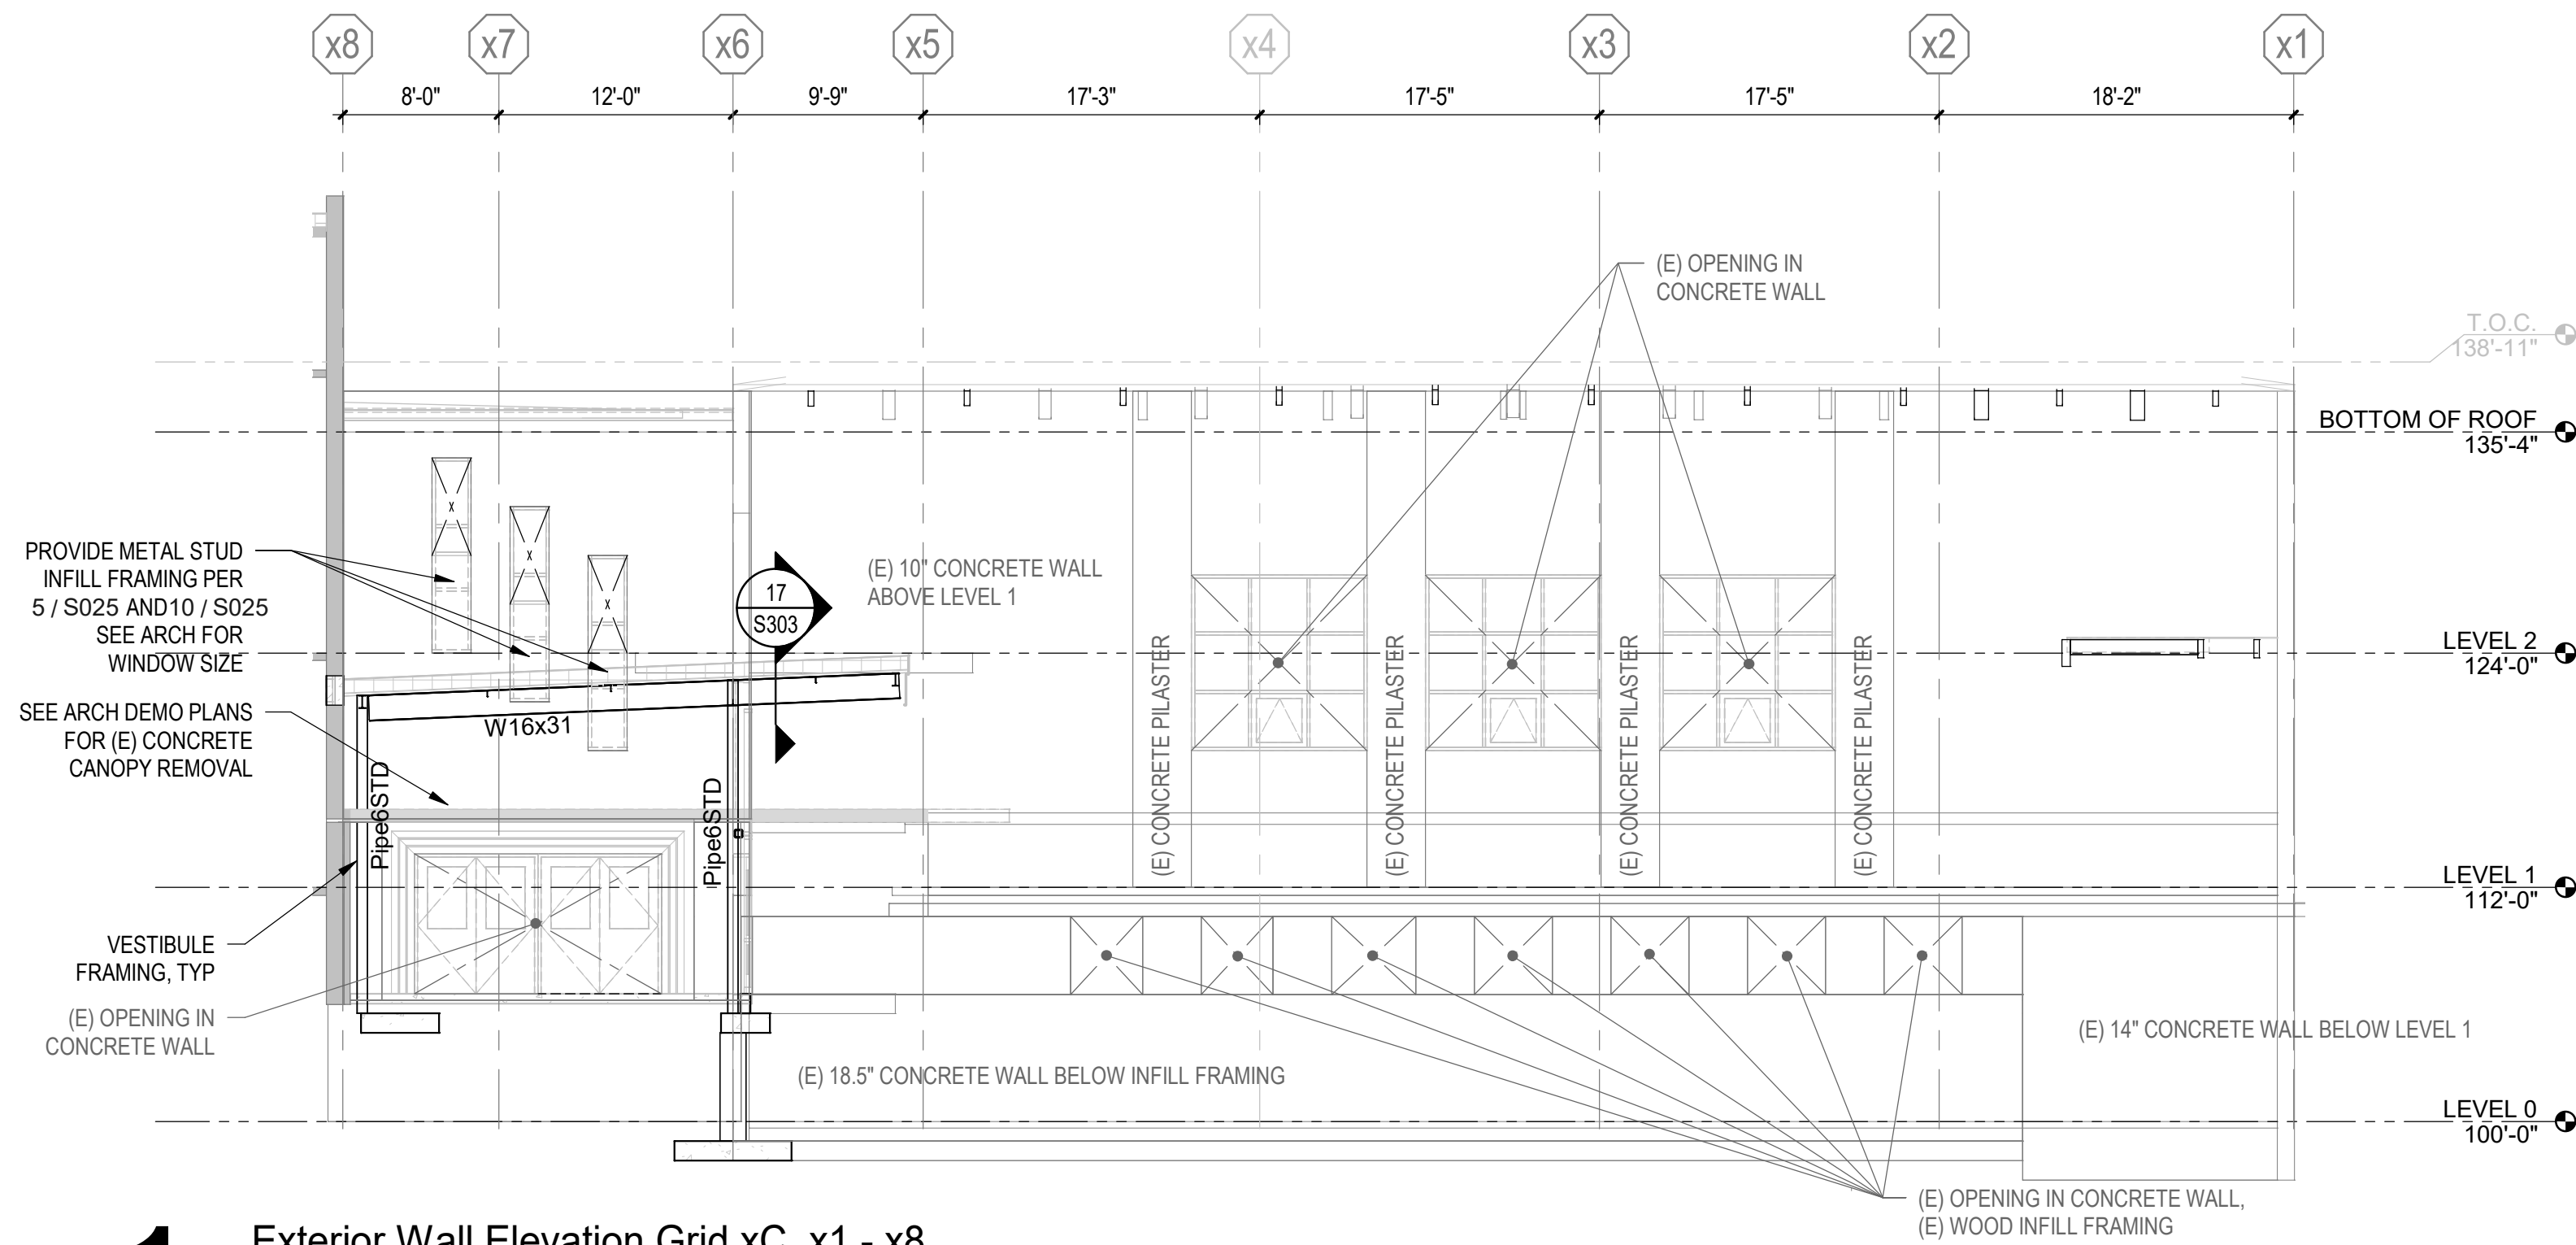 x8 x7 x6 x5 x4 x3 x2 x1
8'-0" 12'-0" 9'-9" 17'-3" 17'-5" 17'-5" 18'-2"
(E) OPENING IN
CONCRETE WALL
T.O.C.
138'-11"
BOTTOM OF ROOF
135'-4"
PROVIDE METAL STUD
INFILL FRAMING PER
5 / S025 AND10 / S025
SEE ARCH FOR
WINDOW SIZE
17
S303
(E) 10" CONCRETE WALL
ABOVE LEVEL 1
LEVEL 2
124'-0"
SEE ARCH DEMO PLANS
FOR (E) CONCRETE
CANOPY REMOVAL
W16x31
Pipe6STD
Pipe6STD
(E) CONCRETE PILASTER
(E) CONCRETE PILASTER
(E) CONCRETE PILASTER
(E) CONCRETE PILASTER
LEVEL 1
112'-0"
VESTIBULE
FRAMING, TYP
(E) OPENING IN
CONCRETE WALL
(E) 14" CONCRETE WALL BELOW LEVEL 1
(E) 18.5" CONCRETE WALL BELOW INFILL FRAMING
LEVEL 0
100'-0"
(E) OPENING IN CONCRETE WALL,
(E) WOOD INFILL FRAMING
1
Exterior Wall Elevation Grid xC, x1 - x8